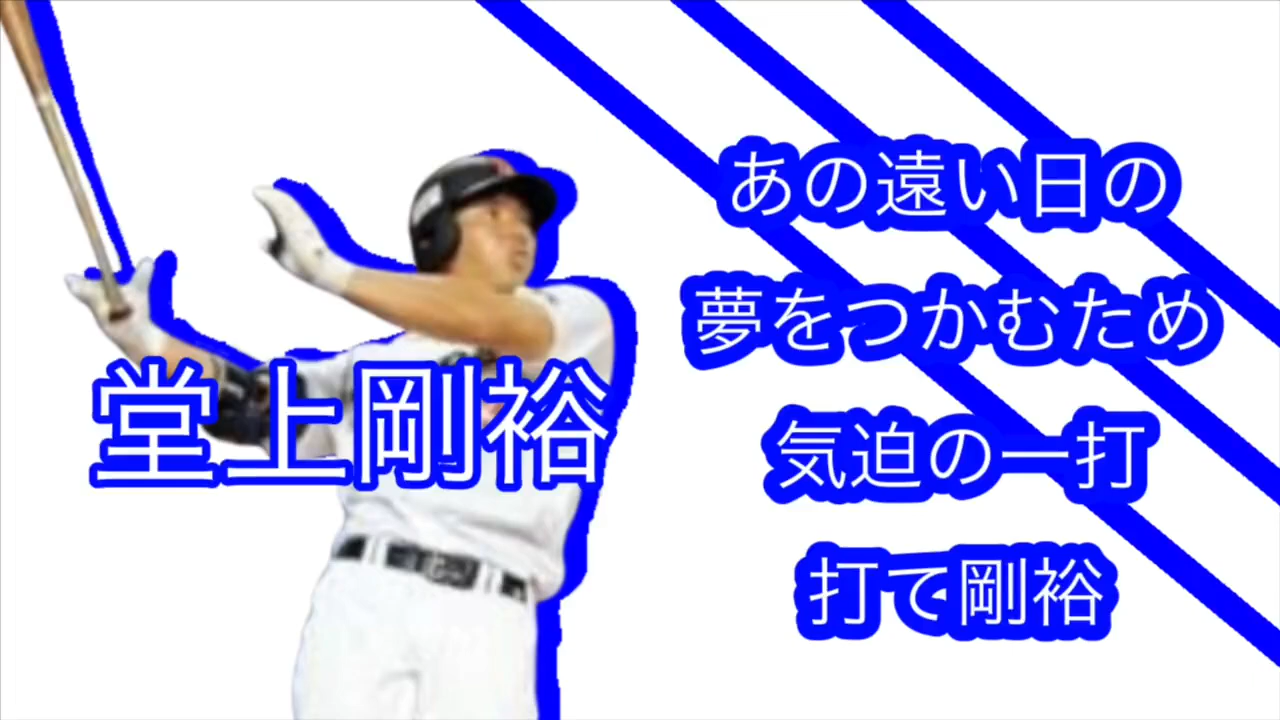 堂上剛裕
あの遠い日の
夢をつかむため
気迫の一打
打て剛裕